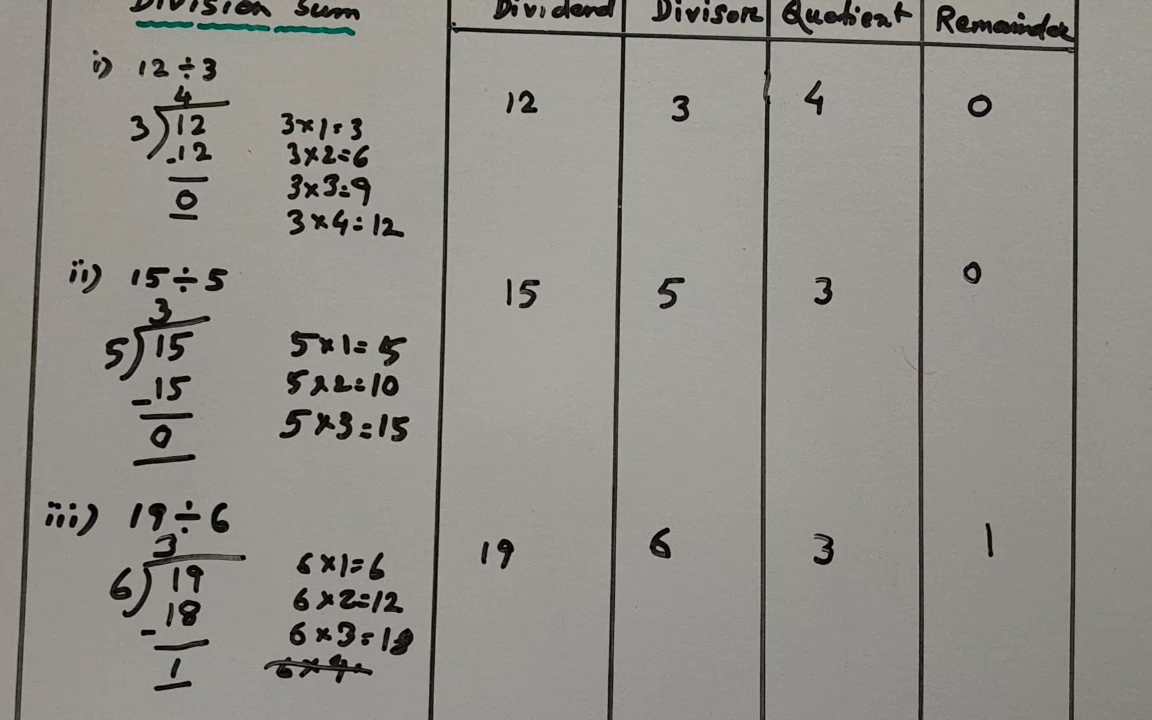 Division Sum
Dividend Divisor Quotient Remainder
i) 12÷3
4
3)12
-12
0
3×1=3
3×2=6
3×3=9
3×4=12
12 3 4 0
ii) 15÷5
3
5)15
-15
0
5×1=5
5×2=10
5×3=15
15 5 3 0
iii) 19÷6
3
6)19
-18
1
6×1=6
6×2=12
6×3=18
19 6 3 1